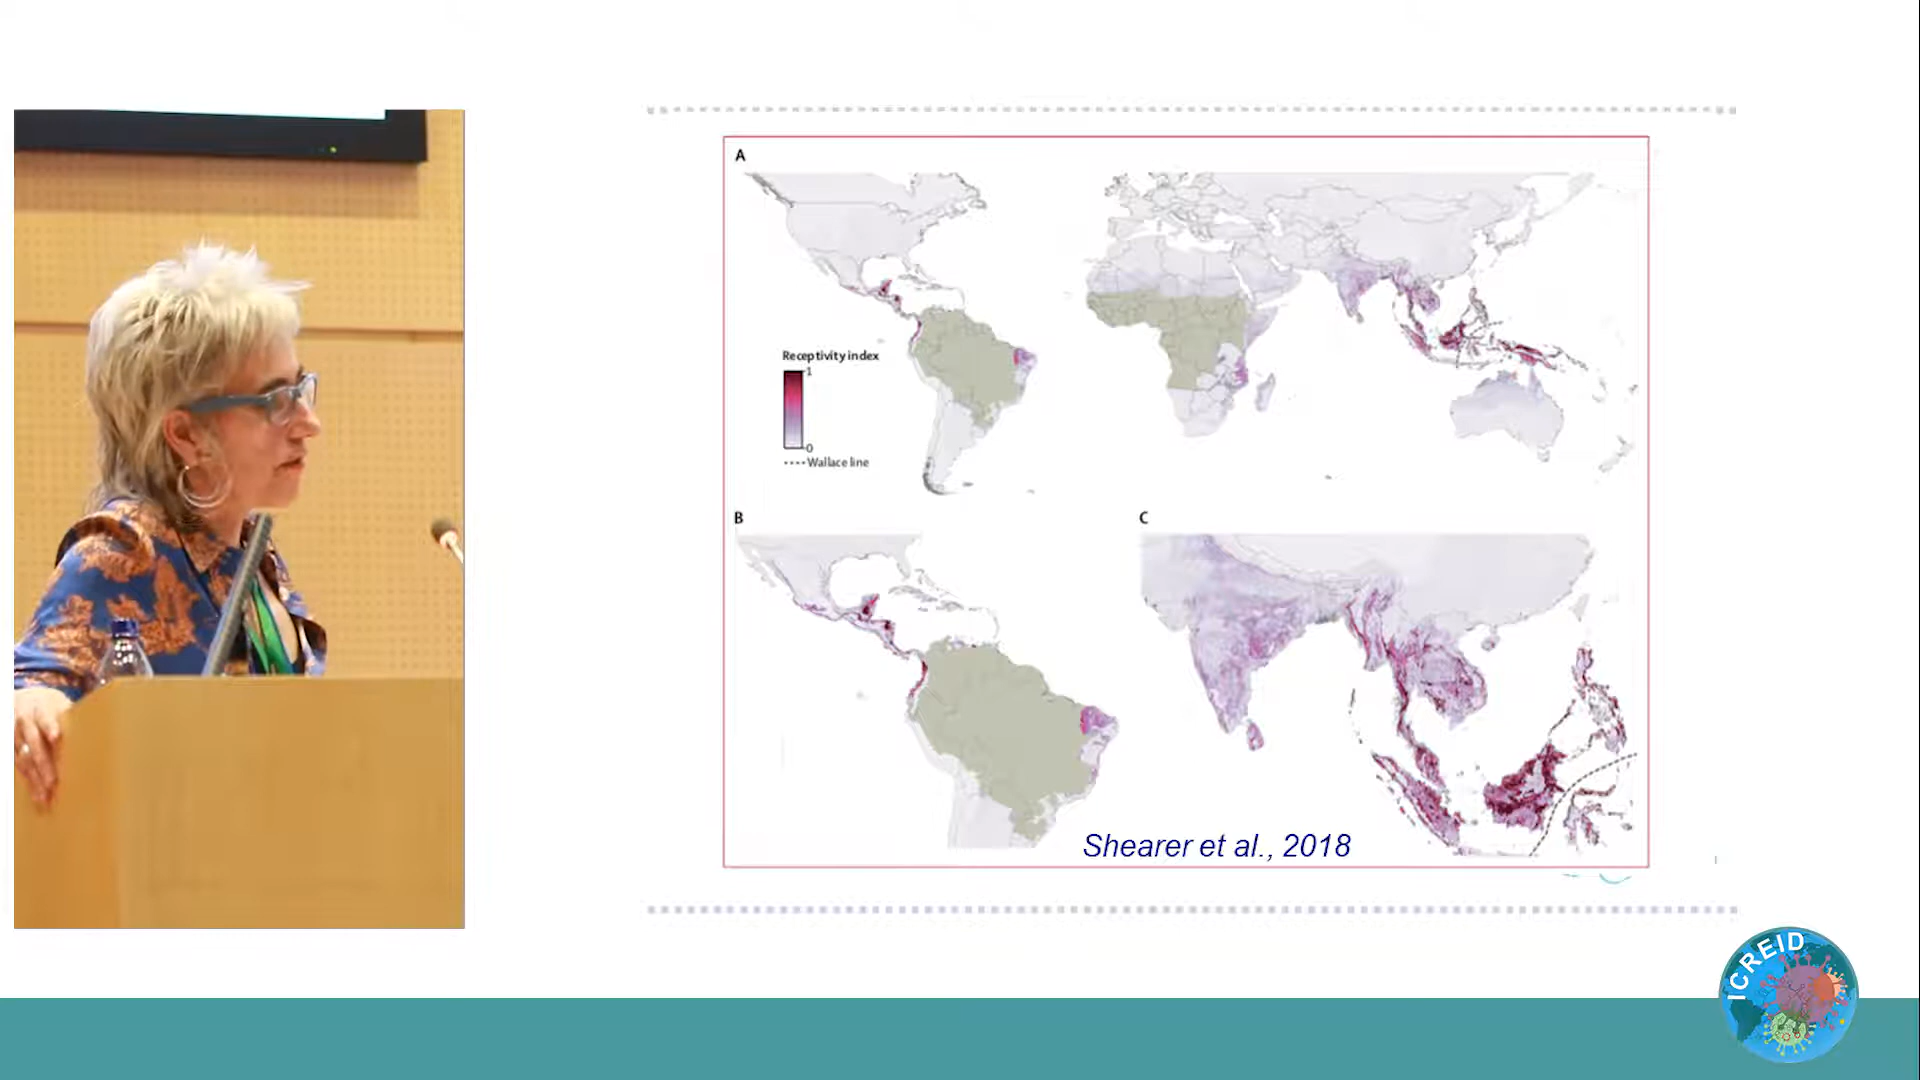 A
Receptivity index
1
0
Wallace line
B
C
Shearer et al., 2018
ICREID